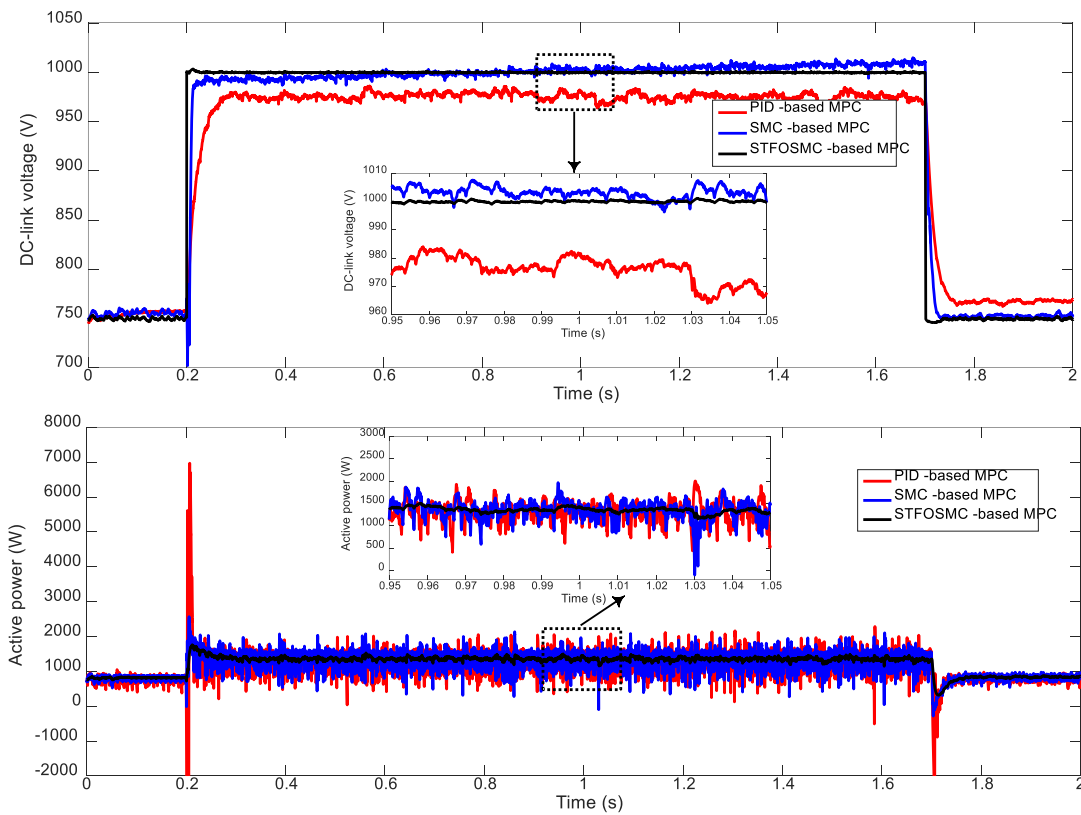 1050
1000
950
900
850
800
750
700
DC-link voltage (V)
PID -based MPC
SMC -based MPC
STFOSMC -based MPC
1010
1000
990
980
970
960
DC-link voltage (V)
0.95 0.96 0.97 0.98 0.99 1 1.01 1.02 1.03 1.04 1.05
Time (s)
0 0.2 0.4 0.6 0.8 1 1.2 1.4 1.6 1.8 2
Time (s)
8000
7000
6000
5000
4000
3000
2000
1000
0
-1000
-2000
Active power (W)
3000
2500
2000
1500
1000
500
0
Active power (W)
0.95 0.96 0.97 0.98 0.99 1 1.01 1.02 1.03 1.04 1.05
Time (s)
PID -based MPC
SMC -based MPC
STFOSMC -based MPC
0 0.2 0.4 0.6 0.8 1 1.2 1.4 1.6 1.8 2
Time (s)